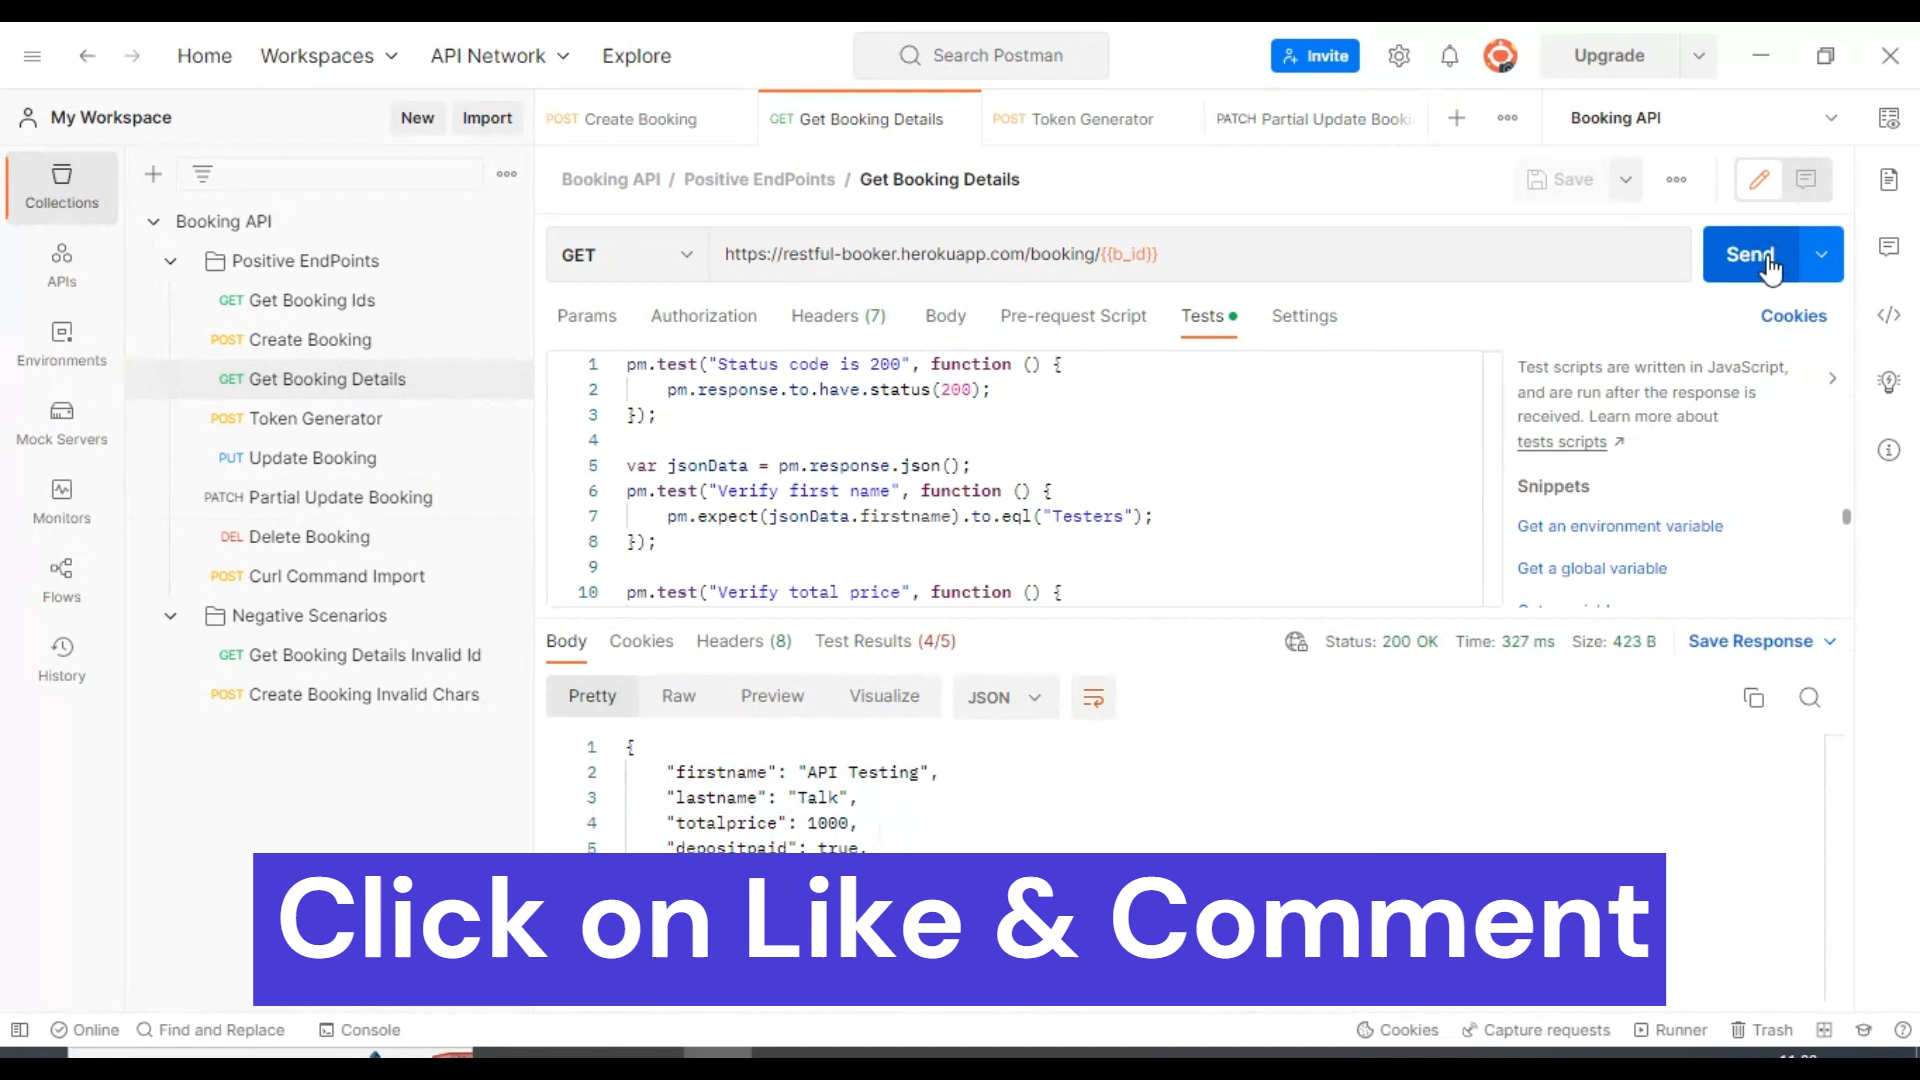 Home Workspaces API Network Explore Search Postman Invite Upgrade
My Workspace New Import POST Create Booking GET Get Booking Details POST Token Generator PATCH Partial Update Booki Booking API
Booking API / Positive EndPoints / Get Booking Details Save
Collections
APIs
Environments
Mock Servers
Monitors
Flows
History
Booking API
Positive EndPoints
GET Get Booking Ids
POST Create Booking
GET Get Booking Details
POST Token Generator
PUT Update Booking
PATCH Partial Update Booking
DEL Delete Booking
POST Curl Command Import
Negative Scenarios
GET Get Booking Details Invalid Id
POST Create Booking Invalid Chars
GET https://restful-booker.herokuapp.com/booking/{{b_id}} Send
Params Authorization Headers (7) Body Pre-request Script Tests Settings Cookies
1 pm.test("Status code is 200", function () {
2 pm.response.to.have.status(200);
3 });
4
5 var jsonData = pm.response.json();
6 pm.test("Verify first name", function () {
7 pm.expect(jsonData.firstname).to.eql("Testers");
8 });
9
10 pm.test("Verify total price", function () {
Test scripts are written in JavaScript,
and are run after the response is
received. Learn more about
tests scripts ↗
Snippets
Get an environment variable
Get a global variable
Body Cookies Headers (8) Test Results (4/5) Status: 200 OK Time: 327 ms Size: 423 B Save Response
Pretty Raw Preview Visualize JSON
1 {
2 "firstname": "API Testing",
3 "lastname": "Talk",
4 "totalprice": 1000,
5 "depositpaid": true,
Click on Like & Comment
Online Find and Replace Console Cookies Capture requests Runner Trash